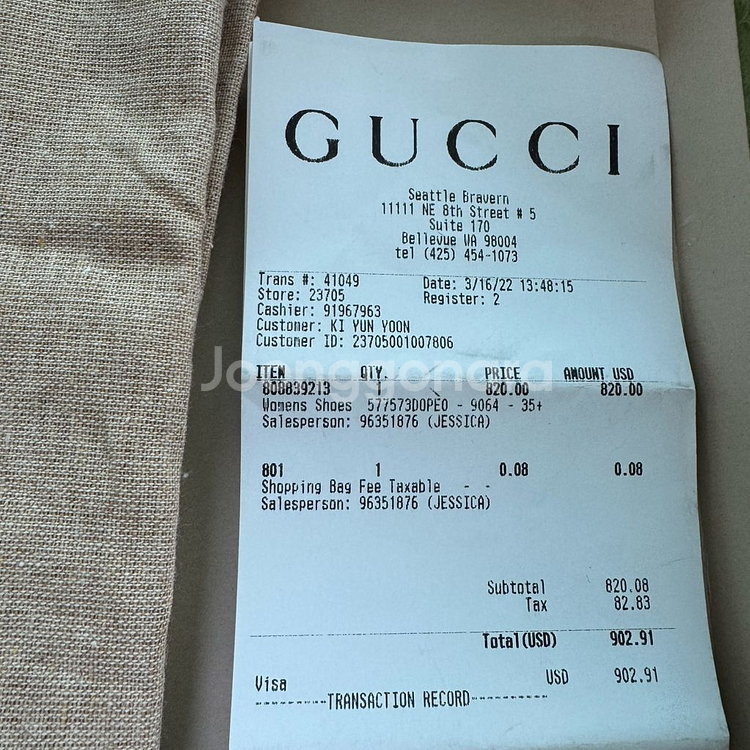 GUCCI
Seattle Bravern
11111 NE 8th Street # 5
Suite 170
Bellevue WA 98004
tel (425) 454-1073
Trans #: 41049 Date: 3/16/22 13:48:15
Store: 23705 Register: 2
Cashier: 91967963
Customer: KI YUN YOON
Customer ID: 23705001007806
Joonggonara
ITEM QTY. PRICE AMOUNT USD
808839213 1 820.00 820.00
Womens Shoes 577573DOPE0 - 9064 - 35+
Salesperson: 96351876 (JESSICA)
801 1 0.08 0.08
Shopping Bag Fee Taxable - -
Salesperson: 96351876 (JESSICA)
Subtotal 820.08
Tax 82.83
Total(USD) 902.91
Visa USD 902.91
------TRANSACTION RECORD------